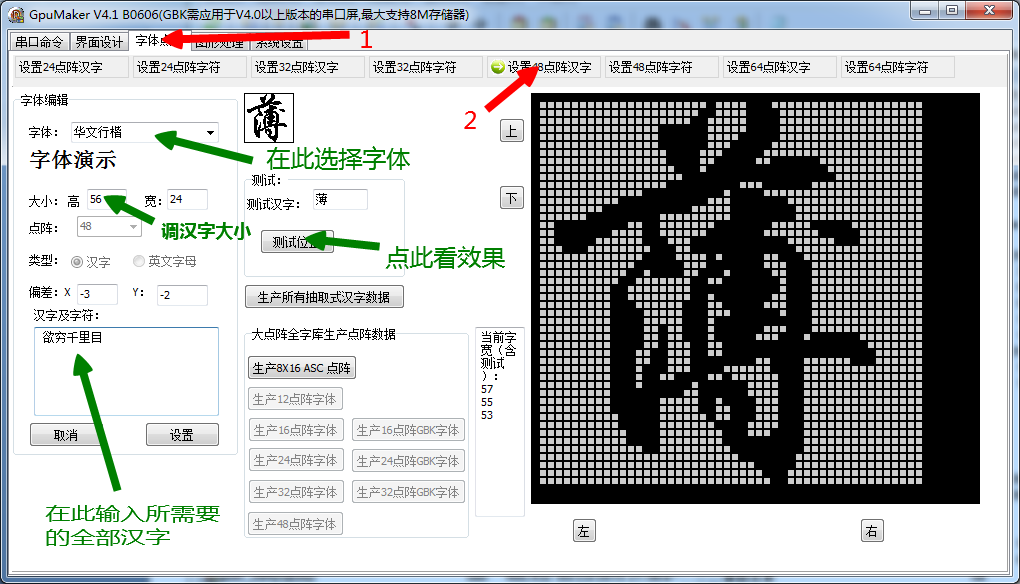 GpuMaker V4.1 B0606(GBK需应用于V4.0以上版本的串口屏,最大支持8M存储器)
串口命令 界面设计 字体点 图形处理 系统设置
1
设置24点阵汉字 设置24点阵字符 设置32点阵汉字 设置32点阵字符 设置48点阵汉字 设置48点阵字符 设置64点阵汉字 设置64点阵字符
2
字体编辑
字体: 华文行楷
字体演示
在此选择字体
大小: 高 56 宽: 24
点阵: 48
调汉字大小
类型: 汉字 英文字母
偏差: X -3 Y: -2
汉字及字符:
欲穷千里目
取消 设置
在此输入所需要
的全部汉字
薄
测试:
测试汉字: 薄
测试位
点此看效果
生产所有抽取式汉字数据
大点阵全字库生产点阵数据
生产8X16 ASC 点阵
生产12点阵字体
生产16点阵字体 生产16点阵GBK字体
生产24点阵字体 生产24点阵GBK字体
生产32点阵字体 生产32点阵GBK字体
生产48点阵字体
当前字
宽（含
测试
）:
57
55
53
上
下
薄
左 右